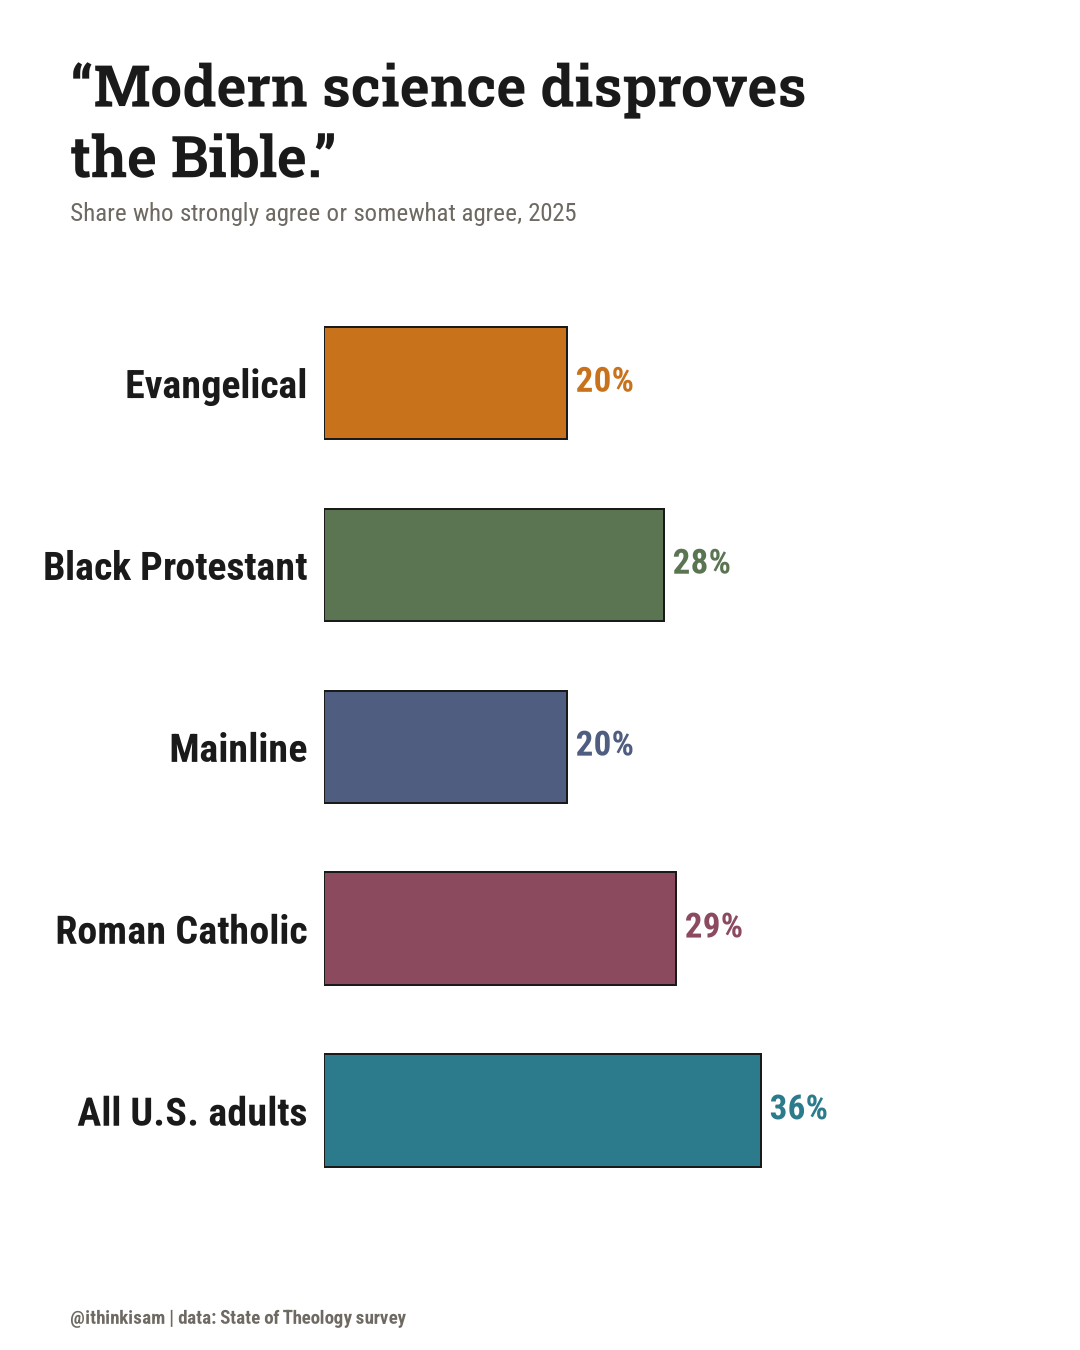 “Modern science disproves
the Bible.”
Share who strongly agree or somewhat agree, 2025
Evangelical
20%
Black Protestant
28%
Mainline
20%
Roman Catholic
29%
All U.S. adults
36%
@ithinkisam | data: State of Theology survey